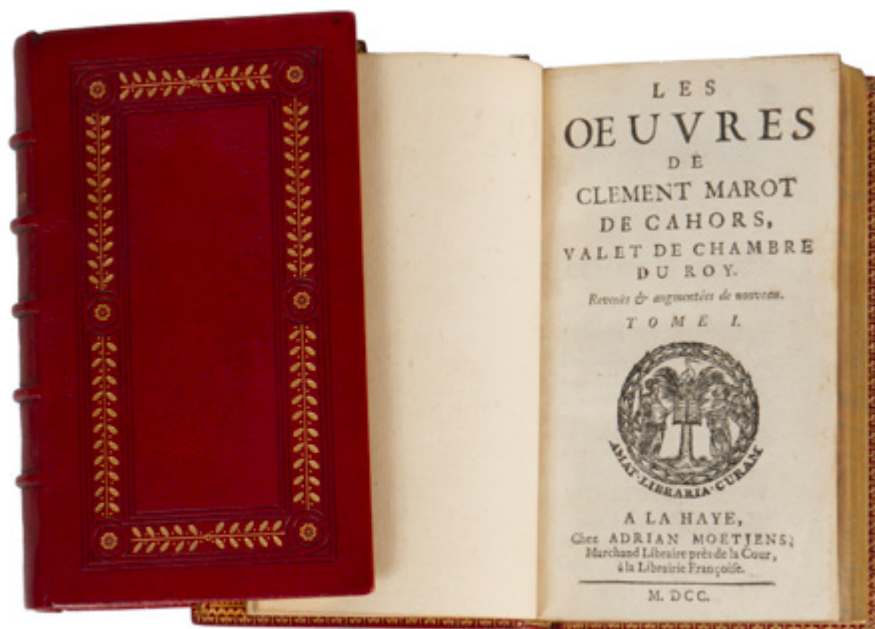 LES
OEUVRES
DE
CLEMENT MAROT
DE CAHORS,
VALET DE CHAMBRE
DU ROY.
Reveuës & augmentées de nouveau.
TOME I.
AMAT LIBRARIA CURAM
A LA HAYE,
Chez ADRIAN MOETJENS,
Marchand Libraire près de la Cour,
à la Librairie Françoise.
M. DCC.